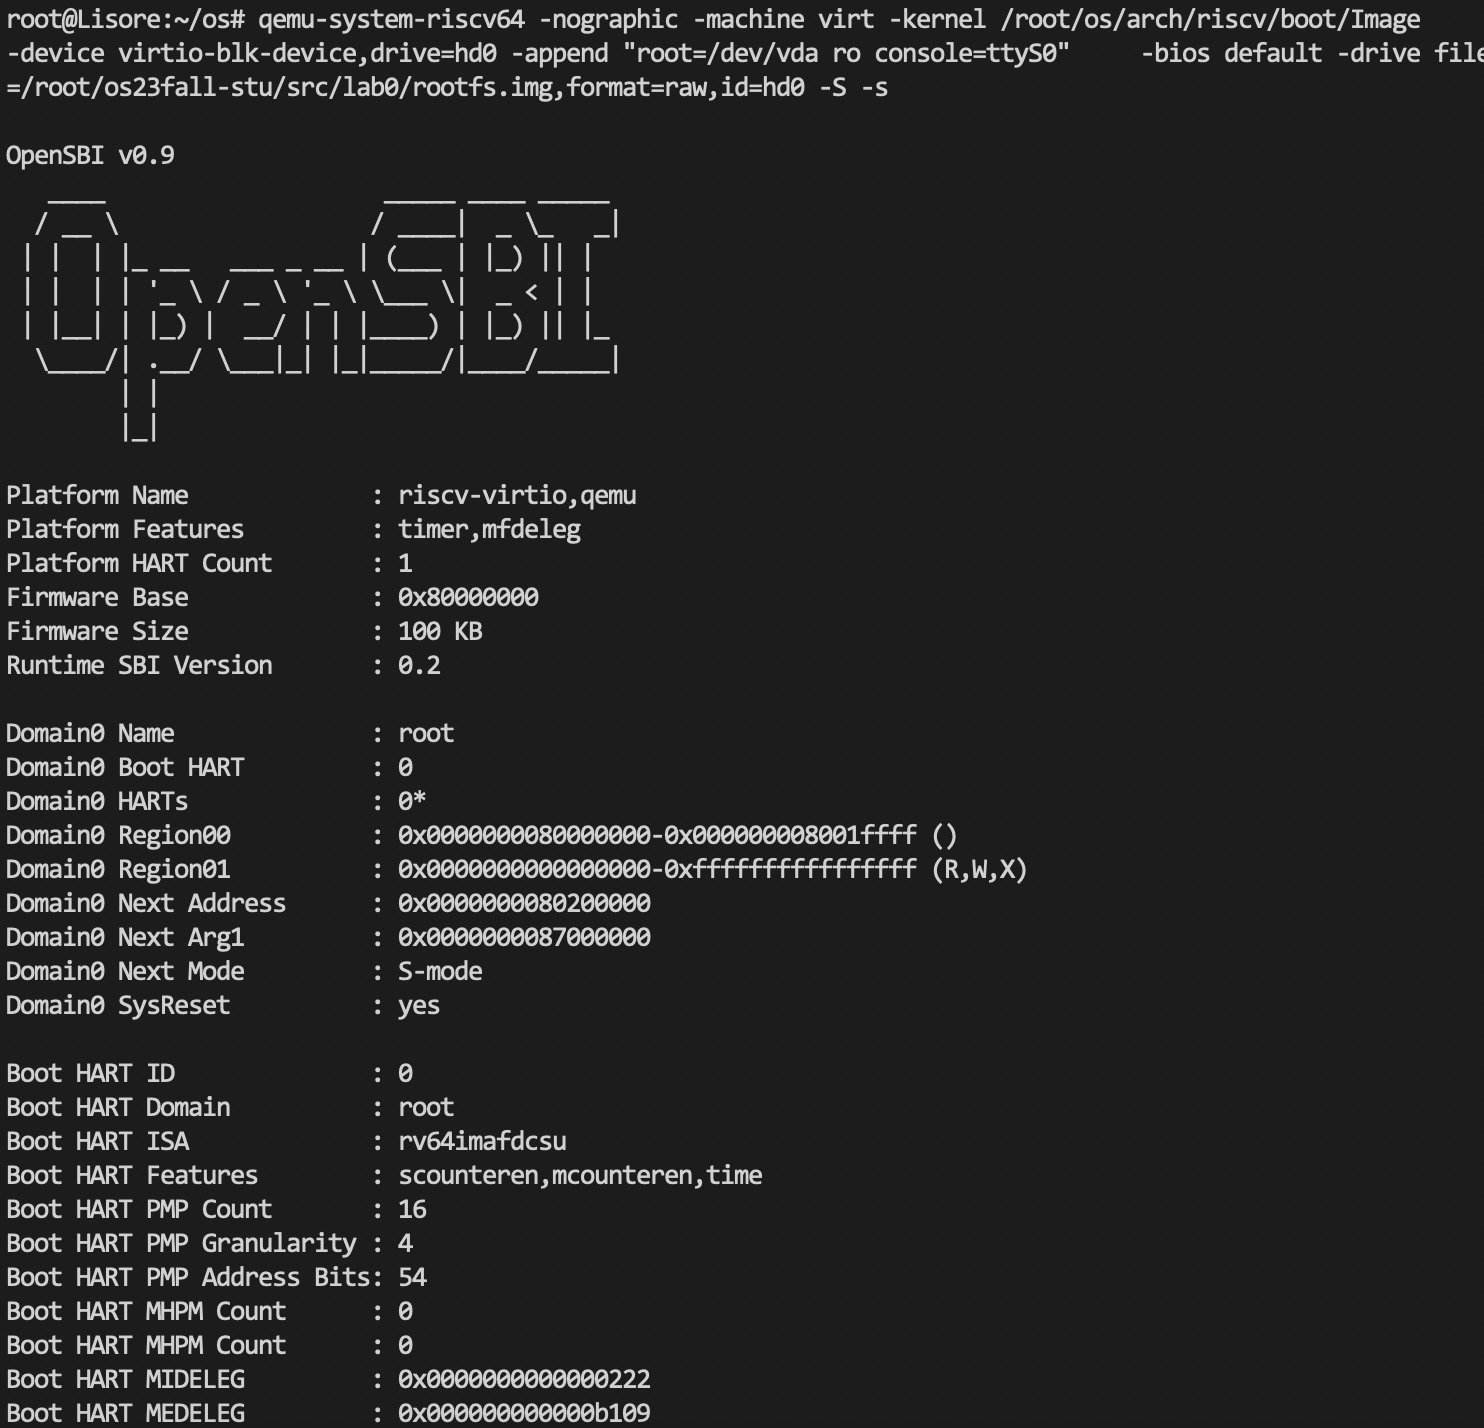 root@Lisore:~/os# qemu-system-riscv64 -nographic -machine virt -kernel /root/os/arch/riscv/boot/Image
-device virtio-blk-device,drive=hd0 -append "root=/dev/vda ro console=ttyS0"     -bios default -drive file
=/root/os23fall-stu/src/lab0/rootfs.img,format=raw,id=hd0 -S -s

OpenSBI v0.9
   ____                    _____ ____ _____
  / __ \                  / ____|  _ \_   _|
 | |  | |_ __   ___ _ __ | (___ | |_) || |
 | |  | | '_ \ / _ \ '_ \ \___ \|  _ < | |
 | |__| | |_) |  __/ | | |____) | |_) || |_
  \____/| .__/ \___|_| |_|_____/|____/_____|
        | |
        |_|

Platform Name             : riscv-virtio,qemu
Platform Features         : timer,mfdeleg
Platform HART Count       : 1
Firmware Base             : 0x80000000
Firmware Size             : 100 KB
Runtime SBI Version       : 0.2

Domain0 Name              : root
Domain0 Boot HART         : 0
Domain0 HARTs             : 0*
Domain0 Region00          : 0x0000000080000000-0x000000008001ffff ()
Domain0 Region01          : 0x0000000000000000-0xffffffffffffffff (R,W,X)
Domain0 Next Address      : 0x0000000080200000
Domain0 Next Arg1         : 0x0000000087000000
Domain0 Next Mode         : S-mode
Domain0 SysReset          : yes

Boot HART ID              : 0
Boot HART Domain          : root
Boot HART ISA             : rv64imafdcsu
Boot HART Features        : scounteren,mcounteren,time
Boot HART PMP Count       : 16
Boot HART PMP Granularity : 4
Boot HART PMP Address Bits: 54
Boot HART MHPM Count      : 0
Boot HART MHPM Count      : 0
Boot HART MIDELEG         : 0x0000000000000222
Boot HART MEDELEG         : 0x000000000000b109